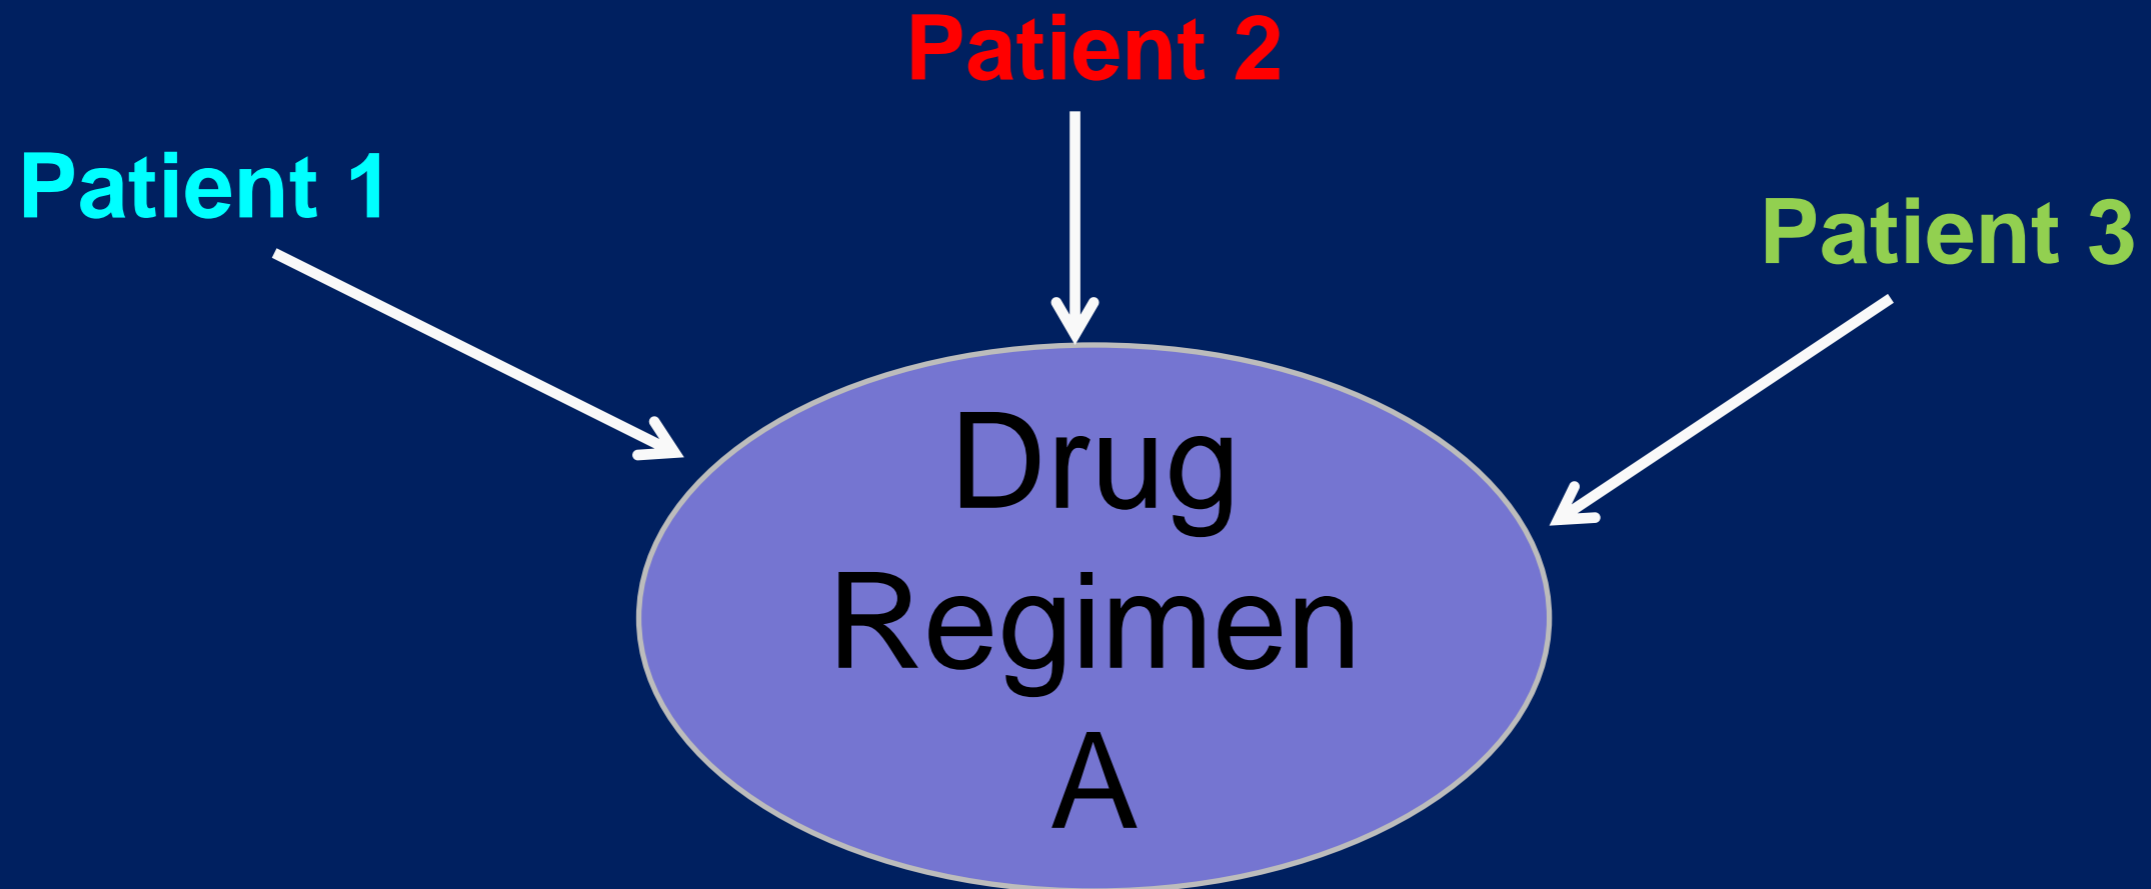 Patient 2
Patient 1
Patient 3
Drug
Regimen
A